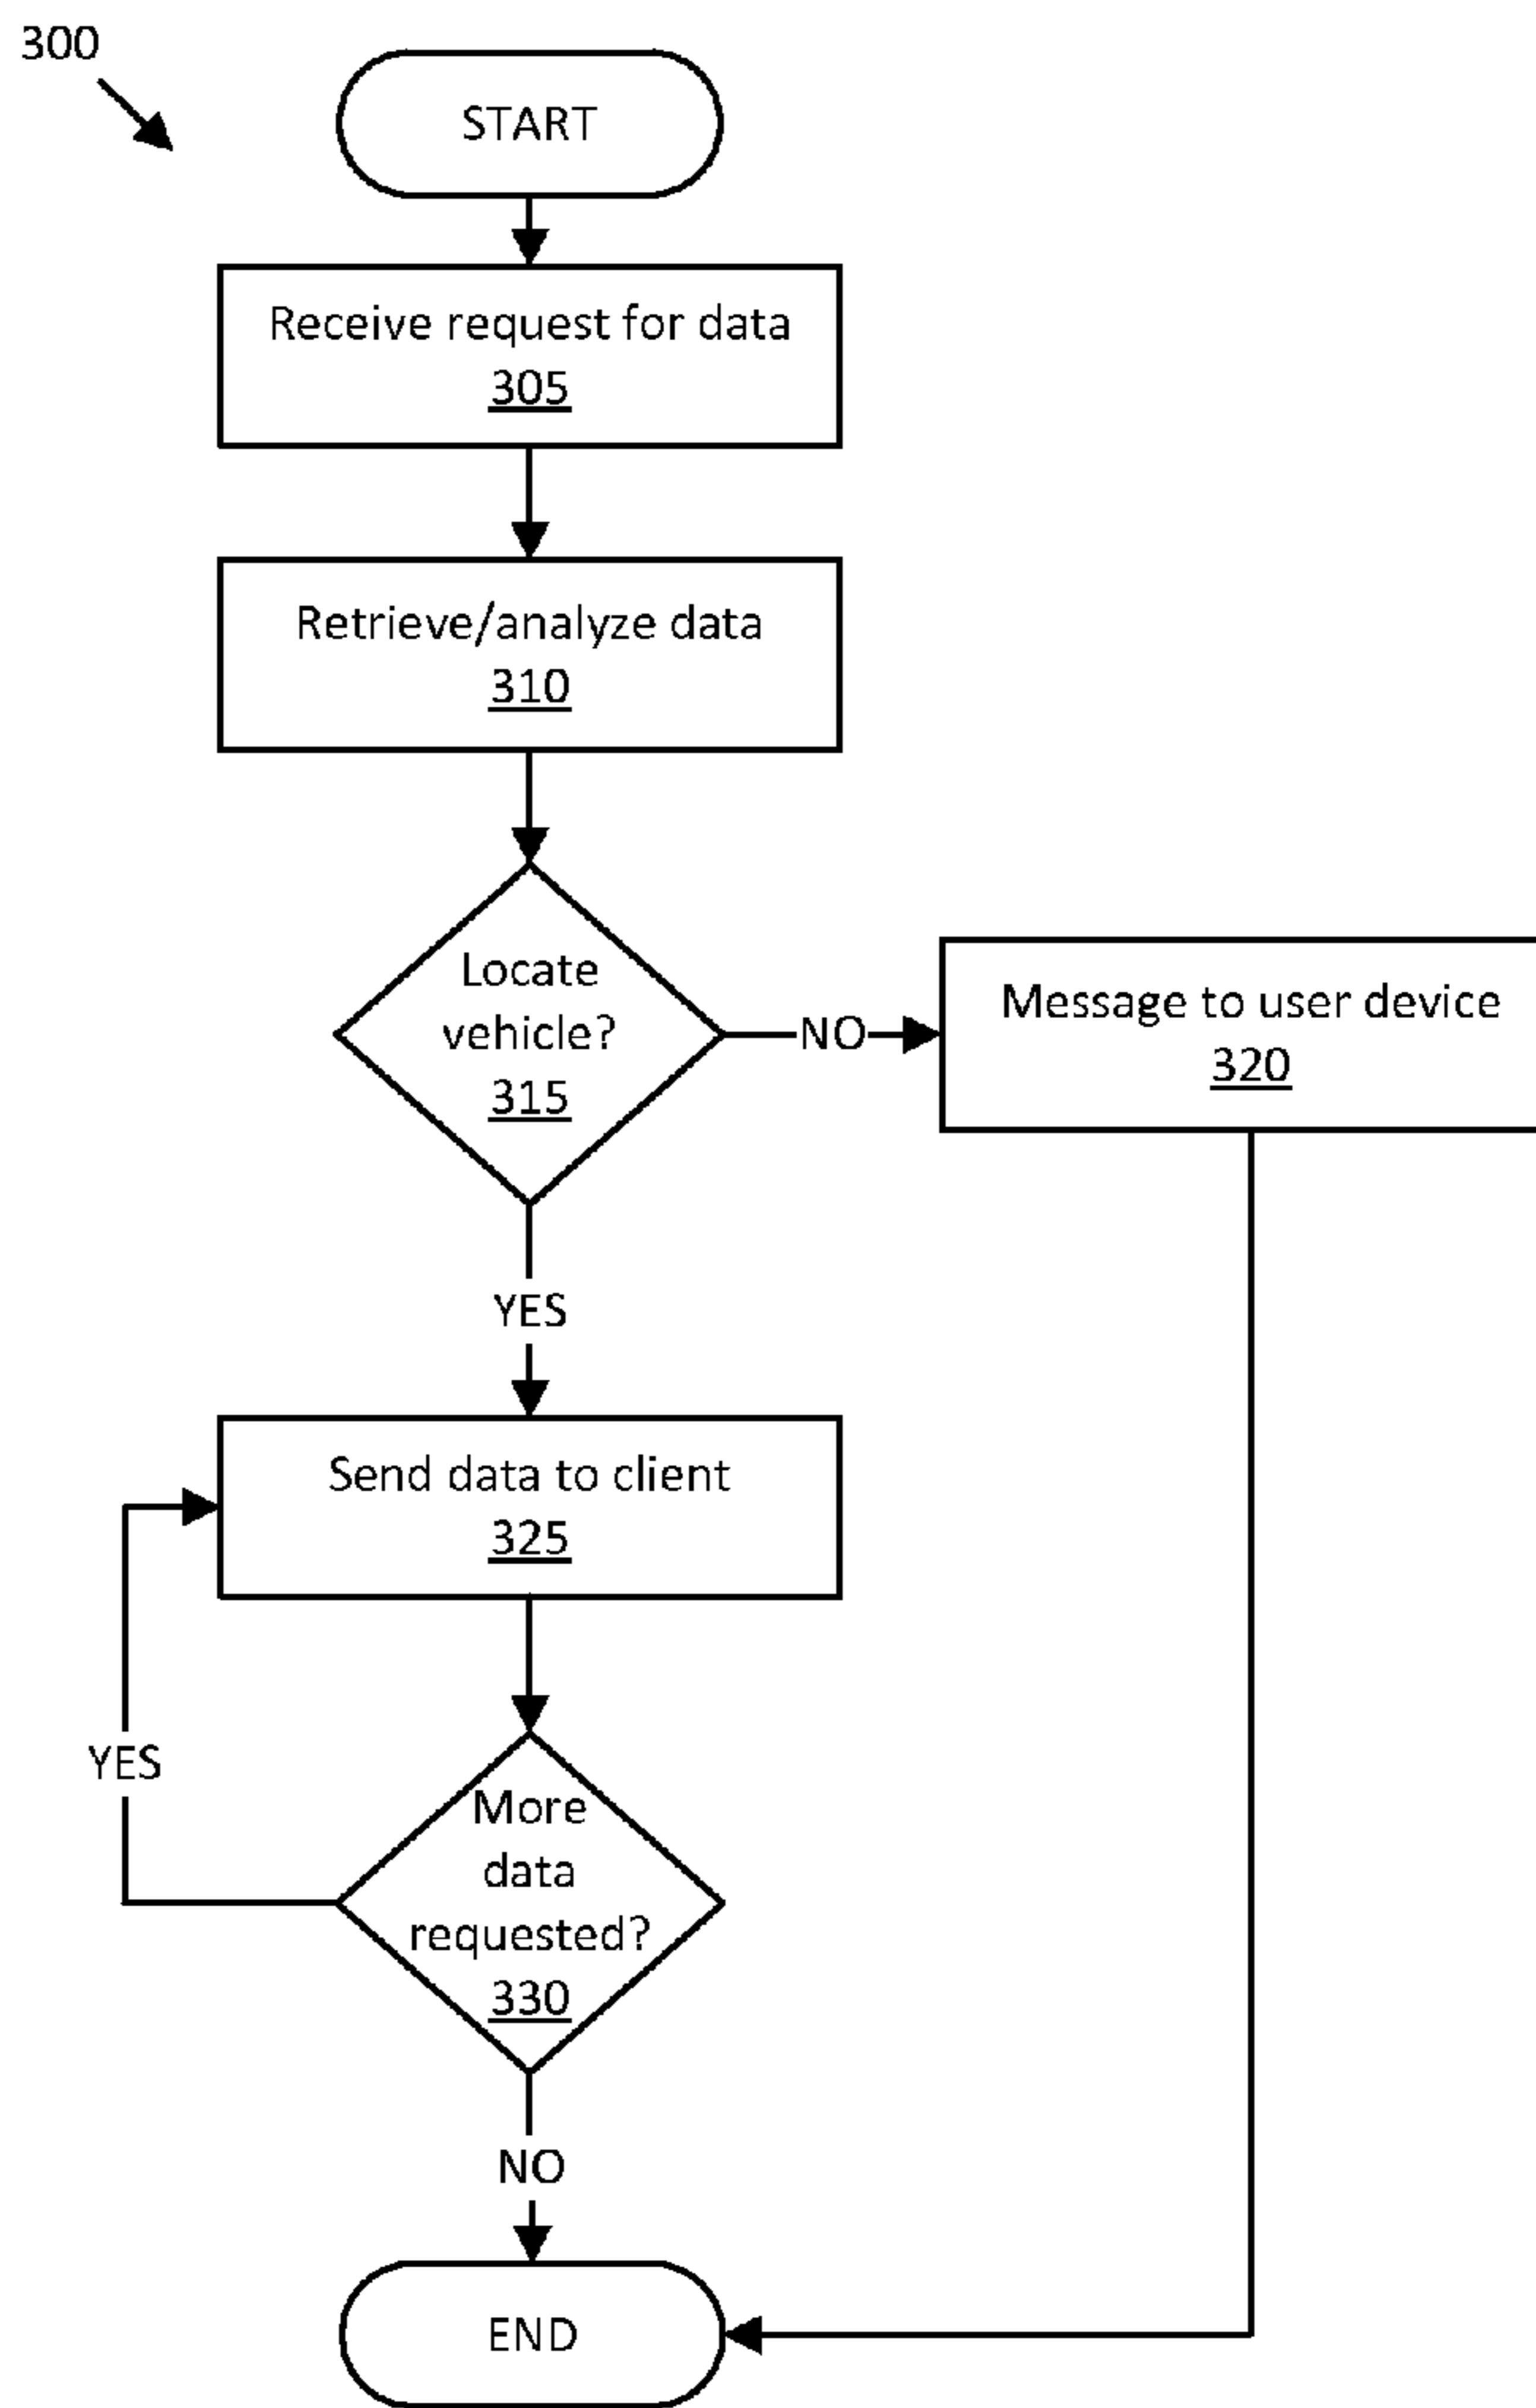 300
START
Receive request for data
305
Retrieve/analyze data
310
Locate
vehicle?
315
NO
Message to user device
320
YES
Send data to client
325
YES
More
data
requested?
330
NO
END